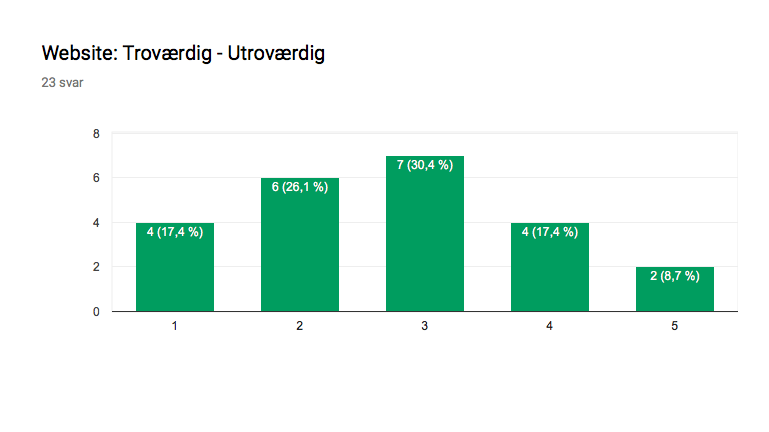 Website: Troværdig - Utroværdig
23 svar
8
6
4
2
0
4 (17,4 %)
6 (26,1 %)
7 (30,4 %)
4 (17,4 %)
2 (8,7 %)
1
2
3
4
5